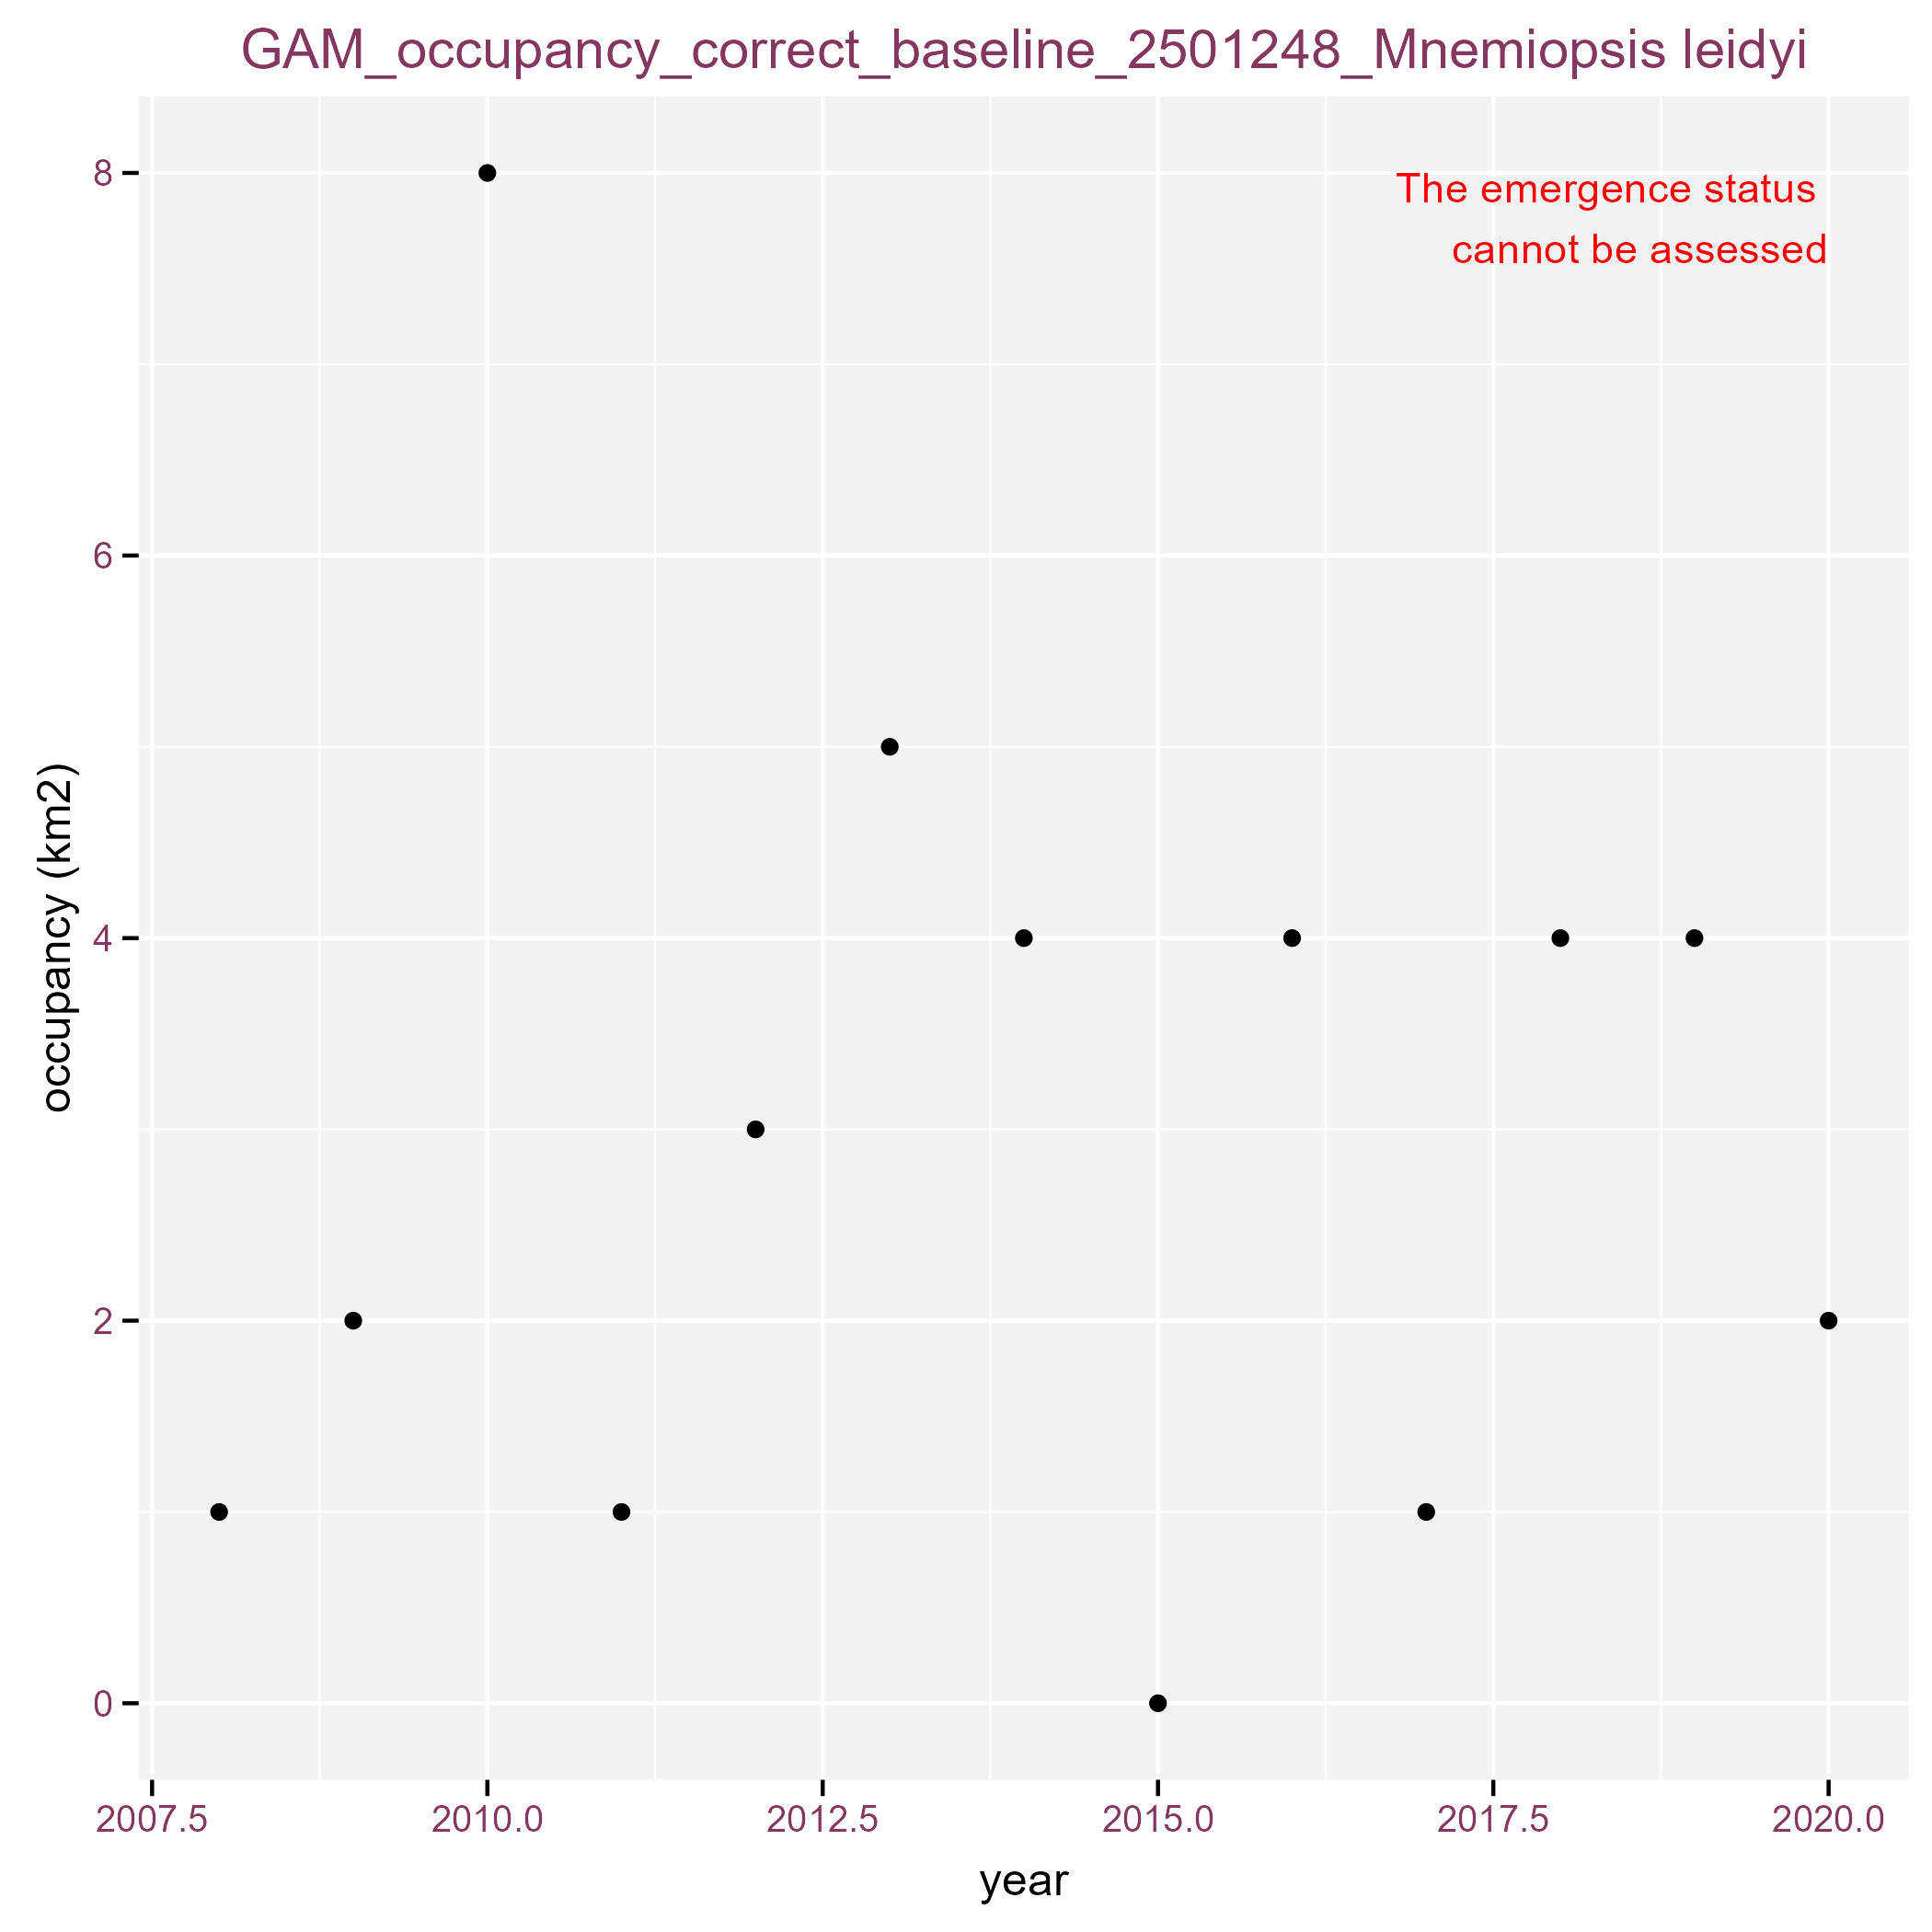 GAM_occupancy_correct_baseline_2501248_Mnemiopsis leidyi
The emergence status
cannot be assessed
occupancy (km2)
8
6
4
2
0
2007.5 2010.0 2012.5 2015.0 2017.5 2020.0
year